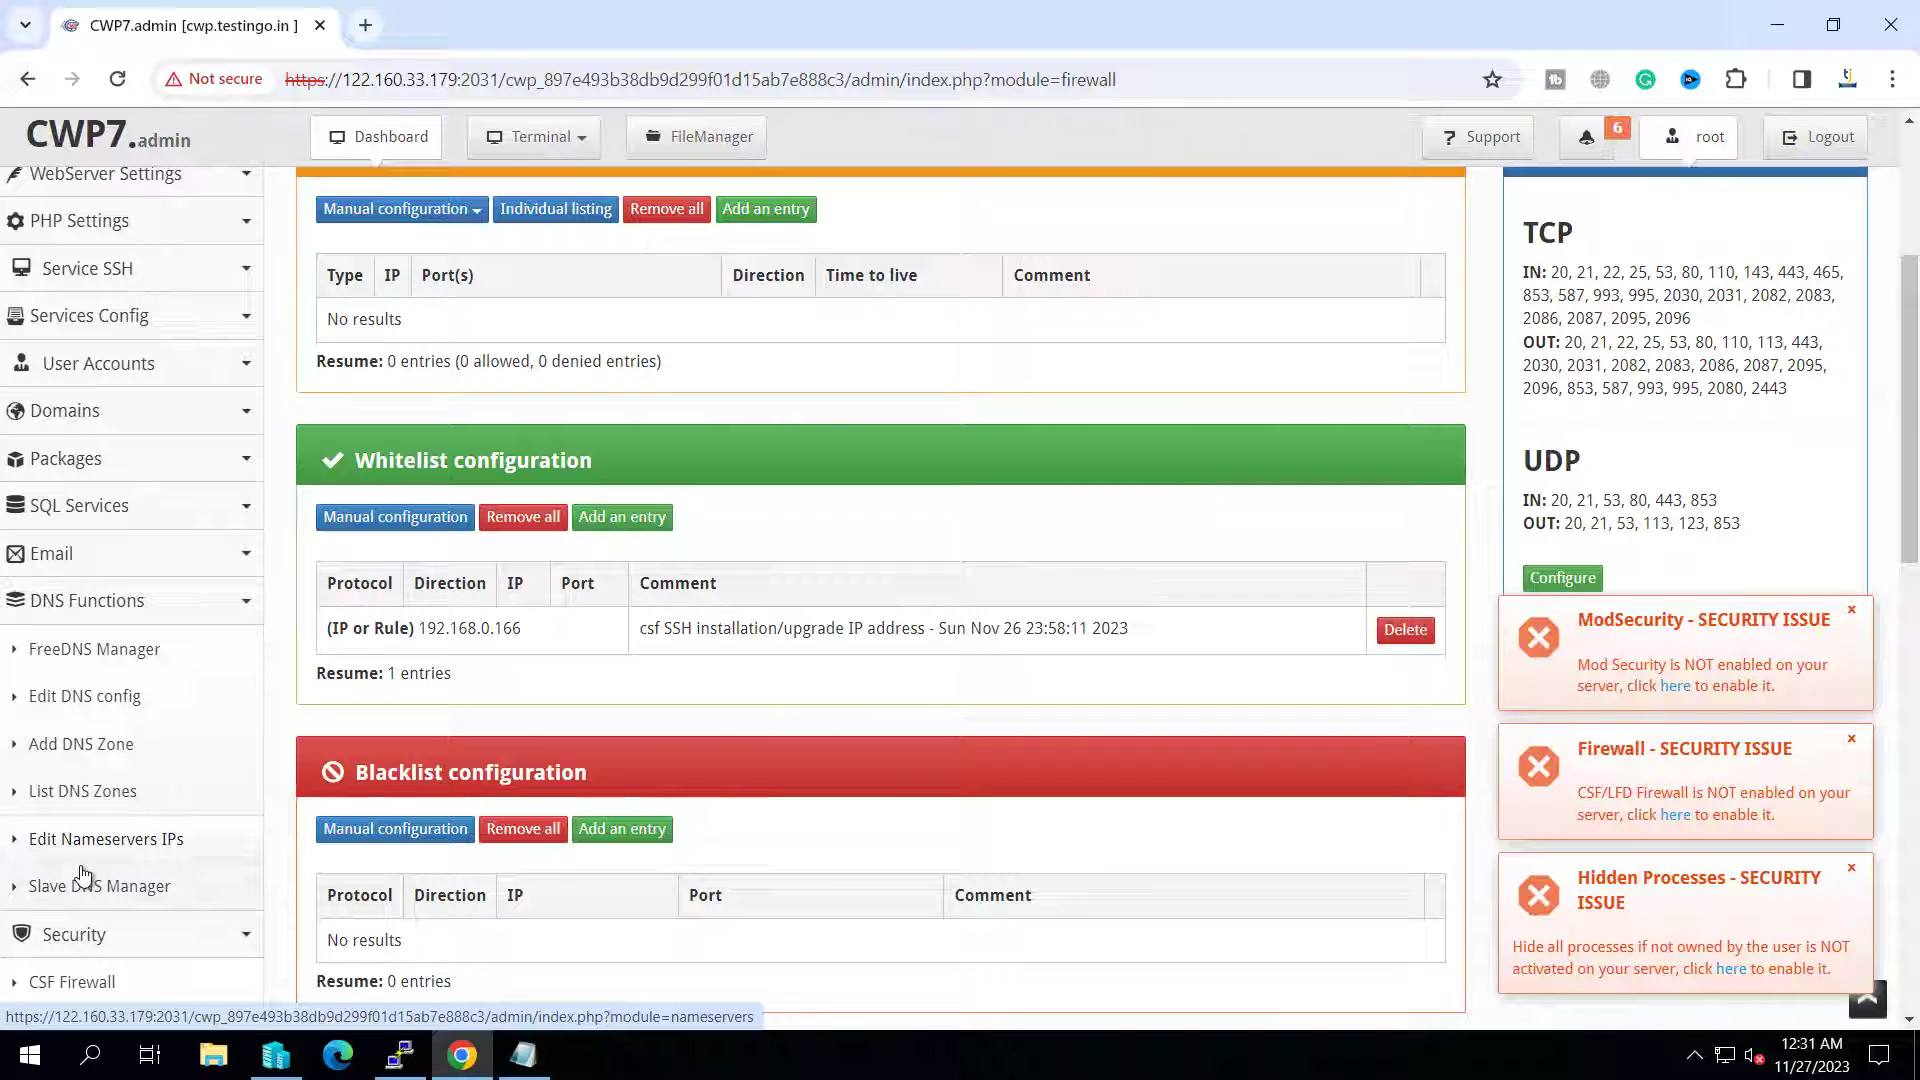 CWP7.admin [cwp.testingo.in ]
Not secure
https://122.160.33.179:2031/cwp_897e493b38db9d299f01d15ab7e888c3/admin/index.php?module=firewall
CWP7.admin
Dashboard
Terminal
FileManager
Support
6
root
Logout
WebServer Settings
PHP Settings
Service SSH
Services Config
User Accounts
Domains
Packages
SQL Services
Email
DNS Functions
FreeDNS Manager
Edit DNS config
Add DNS Zone
List DNS Zones
Edit Nameservers IPs
Slave DNS Manager
Security
CSF Firewall
Manual configuration
Individual listing
Remove all
Add an entry
Type
IP
Port(s)
Direction
Time to live
Comment
No results
Resume: 0 entries (0 allowed, 0 denied entries)
Whitelist configuration
Manual configuration
Remove all
Add an entry
Protocol
Direction
IP
Port
Comment
(IP or Rule) 192.168.0.166
csf SSH installation/upgrade IP address - Sun Nov 26 23:58:11 2023
Delete
Resume: 1 entries
Blacklist configuration
Manual configuration
Remove all
Add an entry
Protocol
Direction
IP
Port
Comment
No results
Resume: 0 entries
TCP
IN: 20, 21, 22, 25, 53, 80, 110, 143, 443, 465,
853, 587, 993, 995, 2030, 2031, 2082, 2083,
2086, 2087, 2095, 2096
OUT: 20, 21, 22, 25, 53, 80, 110, 113, 443,
2030, 2031, 2082, 2083, 2086, 2087, 2095,
2096, 853, 587, 993, 995, 2080, 2443
UDP
IN: 20, 21, 53, 80, 443, 853
OUT: 20, 21, 53, 113, 123, 853
Configure
ModSecurity - SECURITY ISSUE
Mod Security is NOT enabled on your
server, click here to enable it.
Firewall - SECURITY ISSUE
CSF/LFD Firewall is NOT enabled on your
server, click here to enable it.
Hidden Processes - SECURITY
ISSUE
Hide all processes if not owned by the user is NOT
activated on your server, click here to enable it.
https://122.160.33.179:2031/cwp_897e493b38db9d299f01d15ab7e888c3/admin/index.php?module=nameservers
12:31 AM
11/27/2023